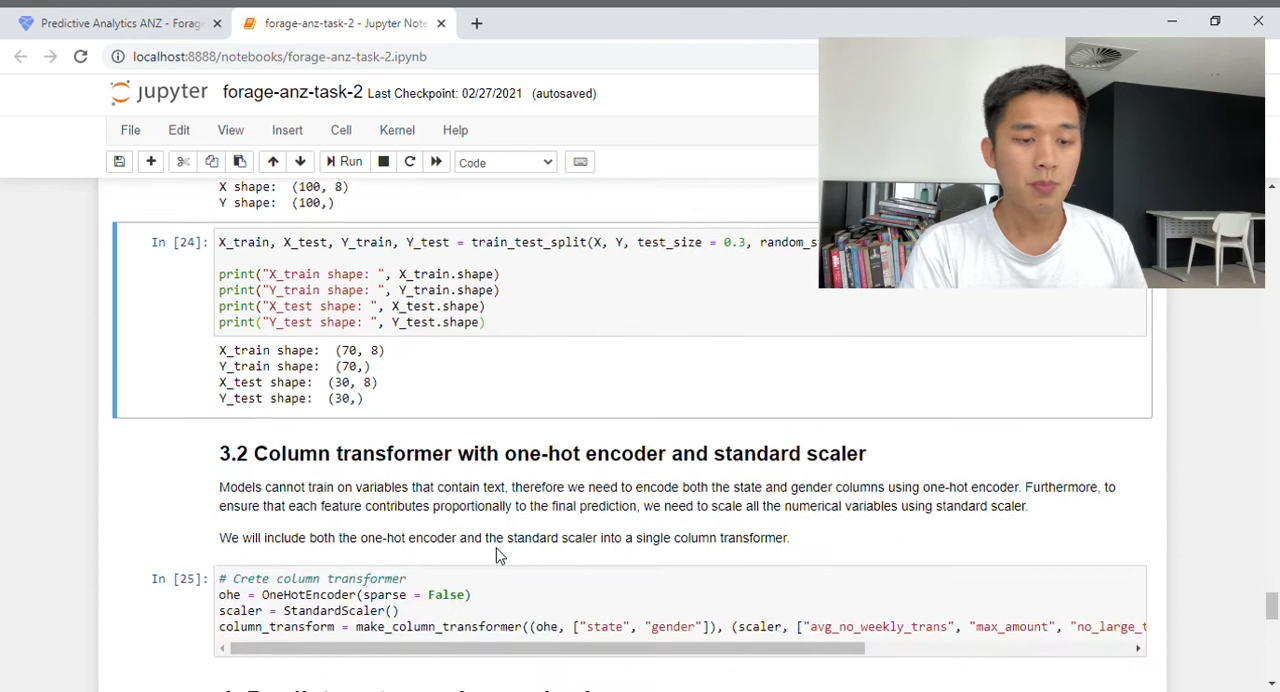 Predictive Analytics ANZ - Forag
forage-anz-task-2 - Jupyter Note
localhost:8888/notebooks/forage-anz-task-2.ipynb
jupyter forage-anz-task-2 Last Checkpoint: 02/27/2021 (autosaved)
File Edit View Insert Cell Kernel Help
Run Code
X shape: (100, 8)
Y shape: (100,)
In [24]: X_train, X_test, Y_train, Y_test = train_test_split(X, Y, test_size = 0.3, random_s
print("X_train shape: ", X_train.shape)
print("Y_train shape: ", Y_train.shape)
print("X_test shape: ", X_test.shape)
print("Y_test shape: ", Y_test.shape)
X_train shape: (70, 8)
Y_train shape: (70,)
X_test shape: (30, 8)
Y_test shape: (30,)
3.2 Column transformer with one-hot encoder and standard scaler
Models cannot train on variables that contain text, therefore we need to encode both the state and gender columns using one-hot encoder. Furthermore, to
ensure that each feature contributes proportionally to the final prediction, we need to scale all the numerical variables using standard scaler.
We will include both the one-hot encoder and the standard scaler into a single column transformer.
In [25]: # Crete column transformer
ohe = OneHotEncoder(sparse = False)
scaler = StandardScaler()
column_transform = make_column_transformer((ohe, ["state", "gender"]), (scaler, ["avg_no_weekly_trans", "max_amount", "no_large_t